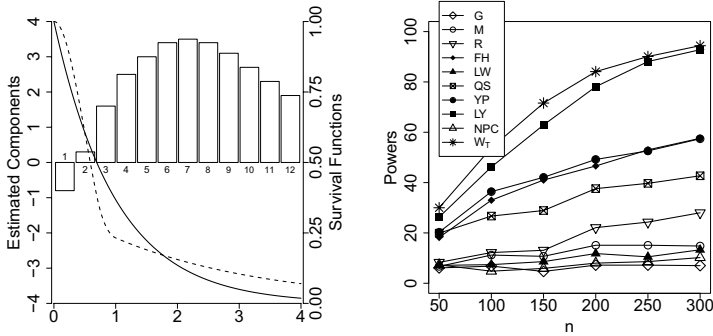 Estimated Components
4
3
2
1
0
−1
−2
−3
−4
1
2
3
4
5
6
7
8
9
10
11
12
0 1 2 3 4
1.00
0.75
0.50
0.25
0.00
Survival Functions
G
M
R
FH
LW
QS
YP
LY
NPC
WT
Powers
100
80
60
40
20
0
50 100 150 200 250 300
n